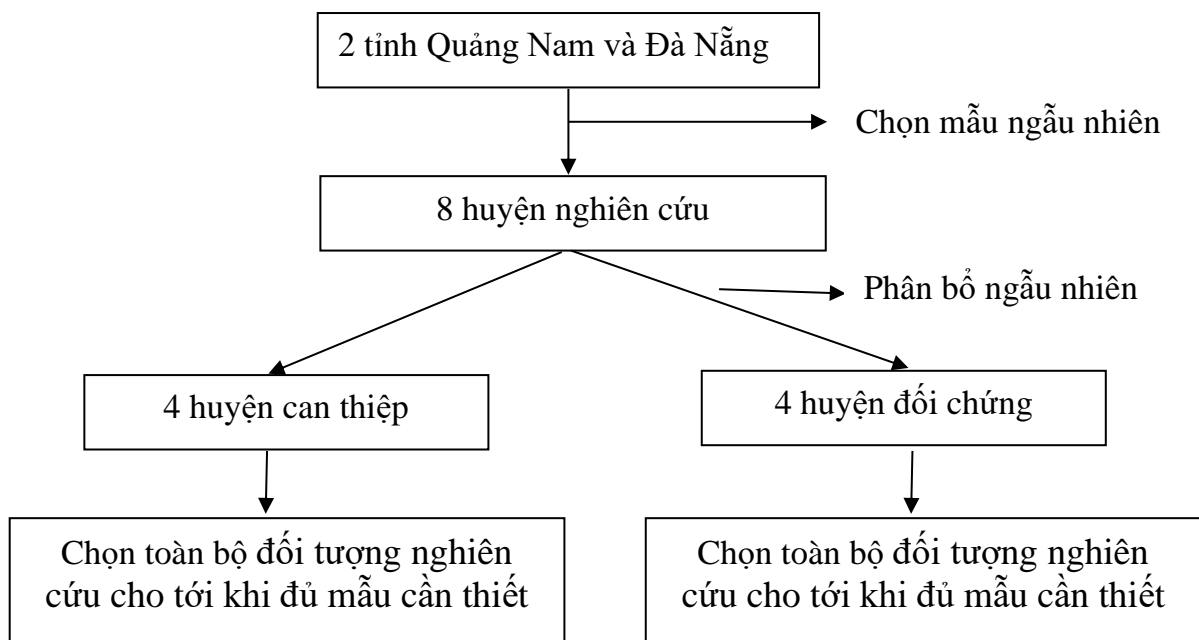 2 tỉnh Quảng Nam và Đà Nẵng
Chọn mẫu ngẫu nhiên
8 huyện nghiên cứu
Phân bổ ngẫu nhiên
4 huyện can thiệp
4 huyện đối chứng
Chọn toàn bộ đối tượng nghiên
cứu cho tới khi đủ mẫu cần thiết
Chọn toàn bộ đối tượng nghiên
cứu cho tới khi đủ mẫu cần thiết